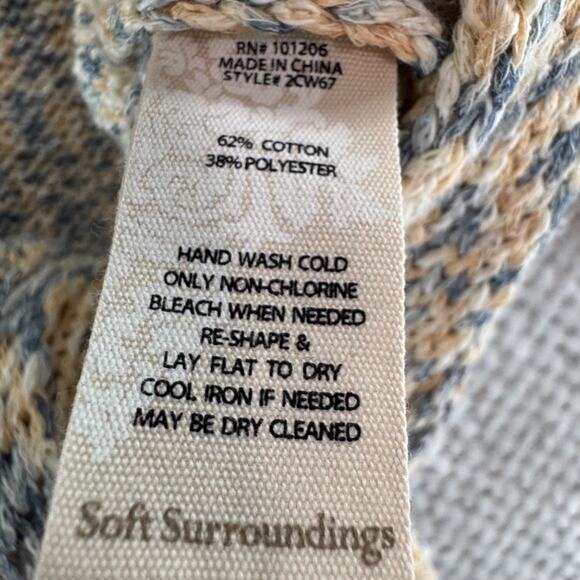 RN# 101206
MADE IN CHINA
STYLE# 2CW67
62% COTTON
38% POLYESTER
HAND WASH COLD
ONLY NON-CHLORINE
BLEACH WHEN NEEDED
RE-SHAPE &
LAY FLAT TO DRY
COOL IRON IF NEEDED
MAY BE DRY CLEANED
Soft Surroundings